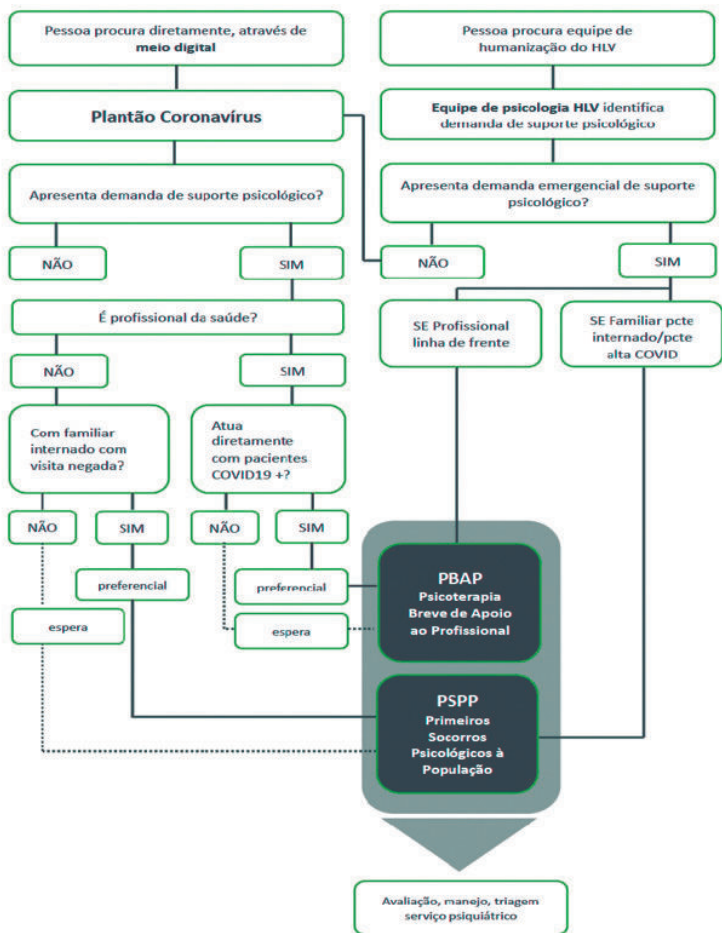 Pessoa procura diretamente, através de
meio digital
Pessoa procura equipe de
humanização do HLV
Plantão Coronavírus
Equipe de psicologia HLV identifica
demanda de suporte psicológico
Apresenta demanda de suporte psicológico?
Apresenta demanda emergencial de suporte
psicológico?
NÃO
SIM
NÃO
SIM
É profissional da saúde?
SE Profissional
linha de frente
SE Familiar pcte
internado/pcte
alta COVID
NÃO
SIM
Com familiar
internado com
visita negada?
Atua
diretamente
com pacientes
COVID19 +?
NÃO
SIM
NÃO
SIM
preferencial
preferencial
espera
espera
PBAP
Psicoterapia
Breve de Apoio
ao Profissional
PSPP
Primeiros
Socorros
Psicológicos à
População
Avaliação, manejo, triagem
serviço psiquiátrico